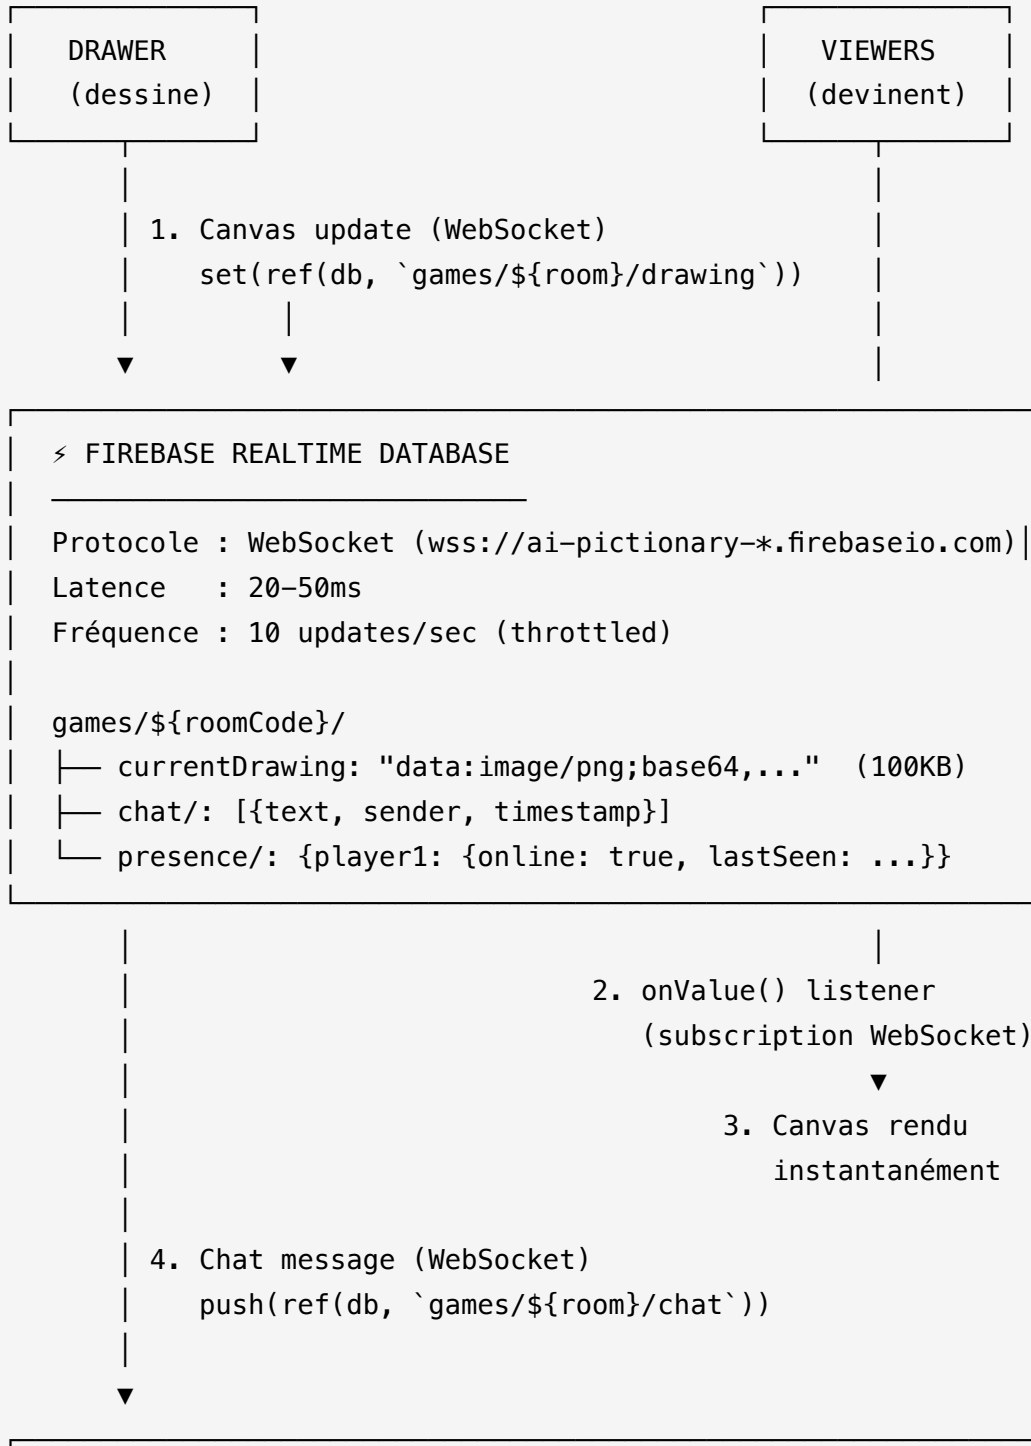 DRAWER VIEWERS
(dessine) (devinent)
1. Canvas update (WebSocket)
set(ref(db, `games/${room}/drawing`))
⚡ FIREBASE REALTIME DATABASE
Protocole : WebSocket (wss://ai-pictionary-*.firebaseio.com)
Latence : 20-50ms
Fréquence : 10 updates/sec (throttled)
games/${roomCode}/
├── currentDrawing: "data:image/png;base64,..." (100KB)
├── chat/: [{text, sender, timestamp}]
└── presence/: {player1: {online: true, lastSeen: ...}}
2. onValue() listener
(subscription WebSocket)
3. Canvas rendu
instantanément
4. Chat message (WebSocket)
push(ref(db, `games/${room}/chat`))